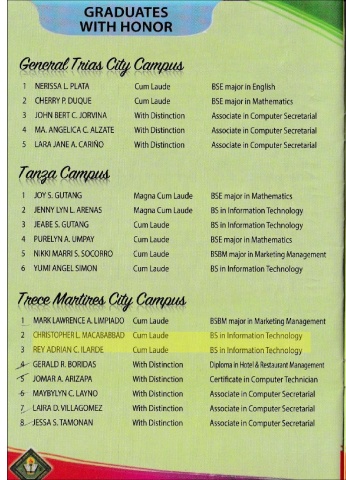 GRADUATES
WITH HONOR
General Trias City Campus
1 NERISSA L. PLATA Cum Laude BSE major in English
2 CHERRY P. DUQUE Cum Laude BSE major in Mathematics
3 JOHN BERT C. JORVINA With Distinction Associate in Computer Secretarial
4 MA. ANGELICA C. ALZATE With Distinction Associate in Computer Secretarial
5 LARA JANE A. CARIÑO With Distinction Associate in Computer Secretarial
Tanza Campus
1 JOY S. GUTANG Magna Cum Laude BSE major in Mathematics
2 JENNY LYN L. ARENAS Magna Cum Laude BS in Information Technology
3 JEABE S. GUTANG Cum Laude BS in Information Technology
4 PURELYN A. UMPAY Cum Laude BSE major in Mathematics
5 NIKKI MARRI S. SOCORRO Cum Laude BSBM major in Marketing Management
6 YUMI ANGEL SIMON Cum Laude BS in Information Technology
Trece Martires City Campus
1 MARK LAWRENCE A. LIMPIADO Cum Laude BSBM major in Marketing Management
2 CHRISTOPHER L. MACABABBAD Cum Laude BS in Information Technology
3 REY ADRIAN C. ILARDE Cum Laude BS in Information Technology
4 GERALD R. BORIDAS With Distinction Diploma in Hotel & Restaurant Management
5 JOMAR A. ARIZAPA With Distinction Certificate in Computer Technician
6 MAYBYLYN C. LAYNO With Distinction Associate in Computer Secretarial
7 LAIRA D. VILLAGOMEZ With Distinction Associate in Computer Secretarial
8 JESSA S. TAMONAN With Distinction Associate in Computer Secretarial